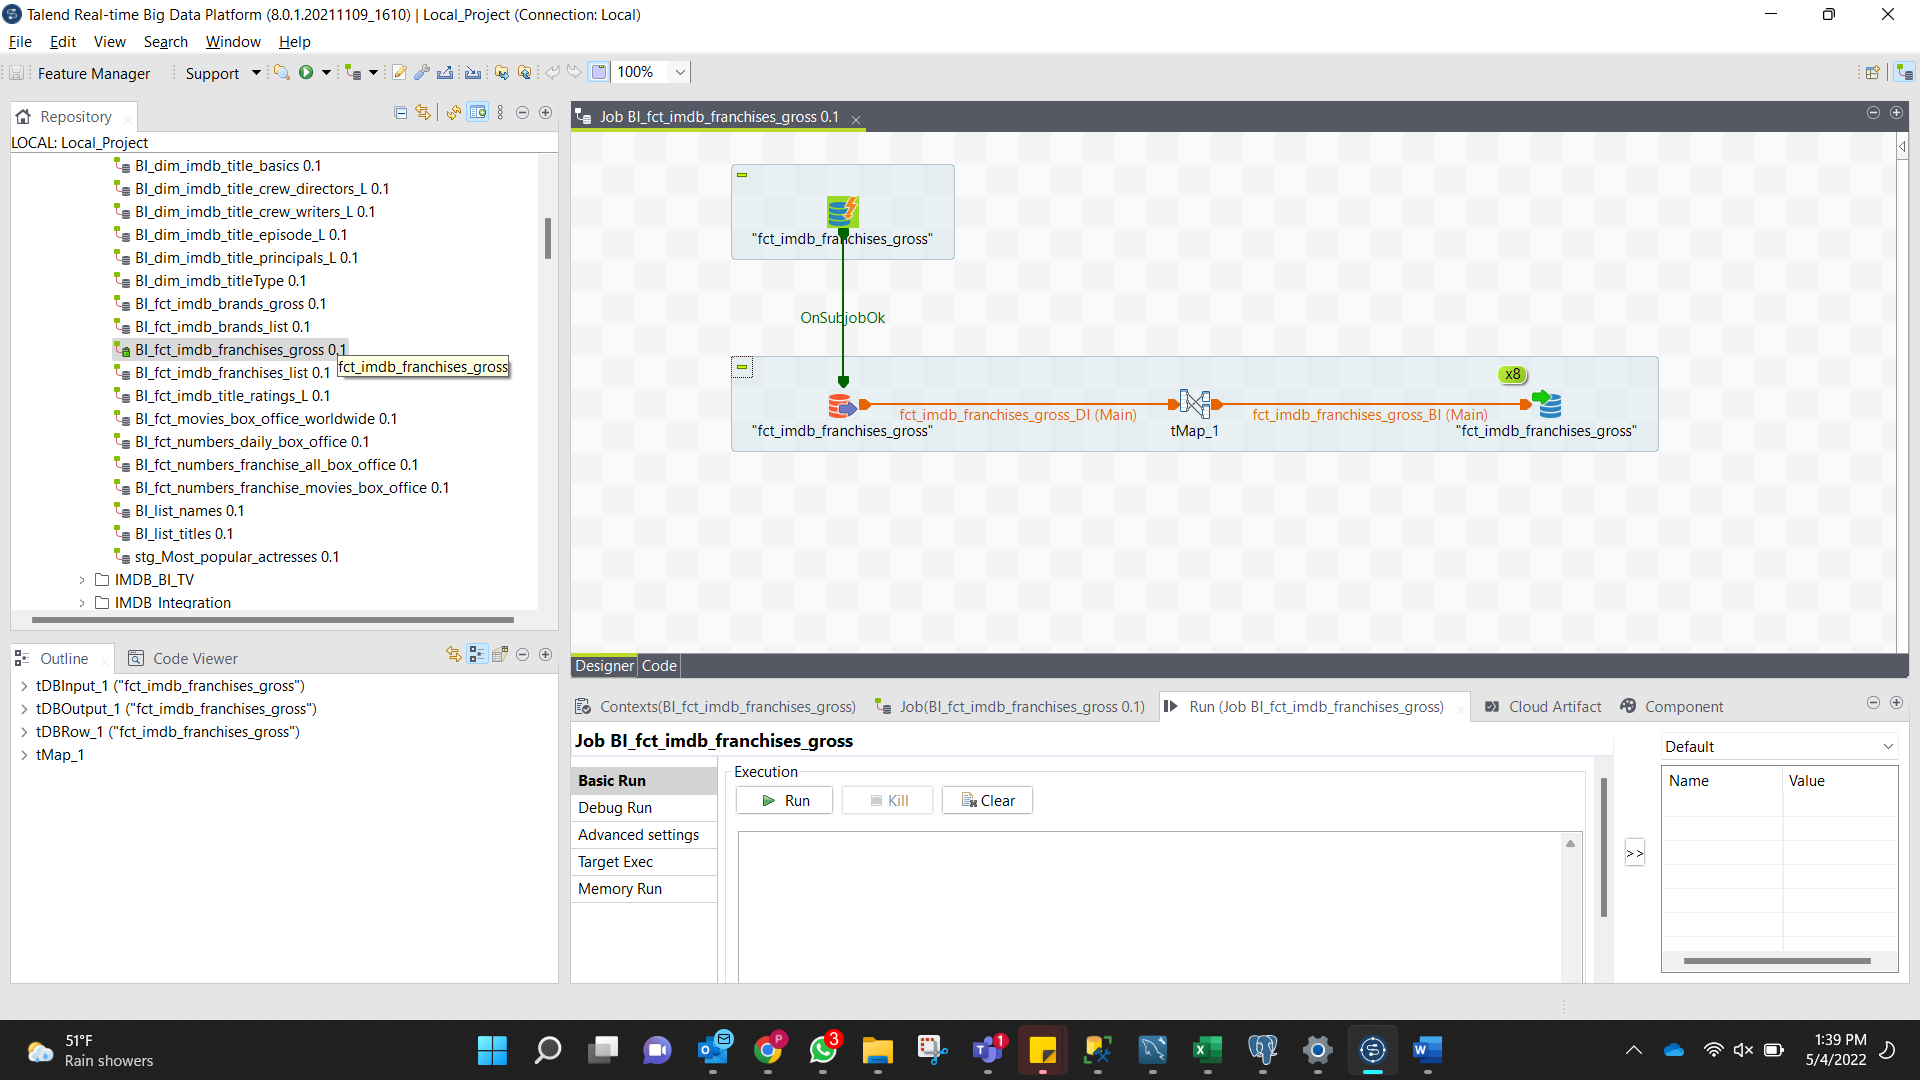 Talend Real-time Big Data Platform (8.0.1.20211109_1610) | Local_Project (Connection: Local)
File Edit View Search Window Help
Feature Manager Support 100%
Repository
LOCAL: Local_Project
BI_dim_imdb_title_basics 0.1
BI_dim_imdb_title_crew_directors_L 0.1
BI_dim_imdb_title_crew_writers_L 0.1
BI_dim_imdb_title_episode_L 0.1
BI_dim_imdb_title_principals_L 0.1
BI_dim_imdb_titleType 0.1
BI_fct_imdb_brands_gross 0.1
BI_fct_imdb_brands_list 0.1
BI_fct_imdb_franchises_gross 0.1
fct_imdb_franchises_gross
BI_fct_imdb_franchises_list 0.1
BI_fct_imdb_title_ratings_L 0.1
BI_fct_movies_box_office_worldwide 0.1
BI_fct_numbers_daily_box_office 0.1
BI_fct_numbers_franchise_all_box_office 0.1
BI_fct_numbers_franchise_movies_box_office 0.1
BI_list_names 0.1
BI_list_titles 0.1
stg_Most_popular_actresses 0.1
IMDB_BI_TV
IMDB_Integration
Outline Code Viewer
tDBInput_1 ("fct_imdb_franchises_gross")
tDBOutput_1 ("fct_imdb_franchises_gross")
tDBRow_1 ("fct_imdb_franchises_gross")
tMap_1
Job BI_fct_imdb_franchises_gross 0.1
"fct_imdb_franchises_gross"
OnSubjobOk
x8
fct_imdb_franchises_gross_DI (Main)
fct_imdb_franchises_gross_BI (Main)
"fct_imdb_franchises_gross"
tMap_1
"fct_imdb_franchises_gross"
Designer Code
Contexts(BI_fct_imdb_franchises_gross) Job(BI_fct_imdb_franchises_gross 0.1) Run (Job BI_fct_imdb_franchises_gross) Cloud Artifact Component
Job BI_fct_imdb_franchises_gross
Basic Run
Debug Run
Advanced settings
Target Exec
Memory Run
Execution
Run Kill Clear
>>
Default
Name Value
51°F
Rain showers
P
3
1
1:39 PM
5/4/2022